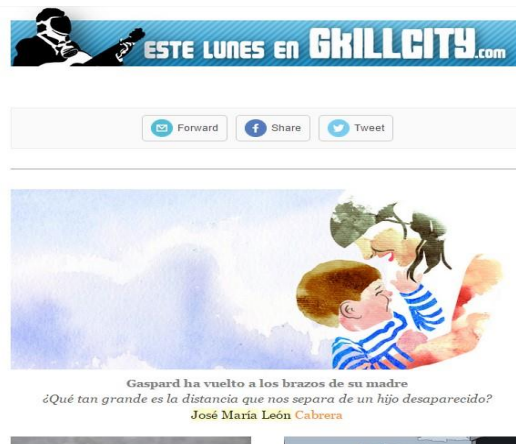 ESTE LUNES EN GKILLCITY.com
Forward Share Tweet
Gaspard ha vuelto a los brazos de su madre
¿Qué tan grande es la distancia que nos separa de un hijo desaparecido?
José María León Cabrera